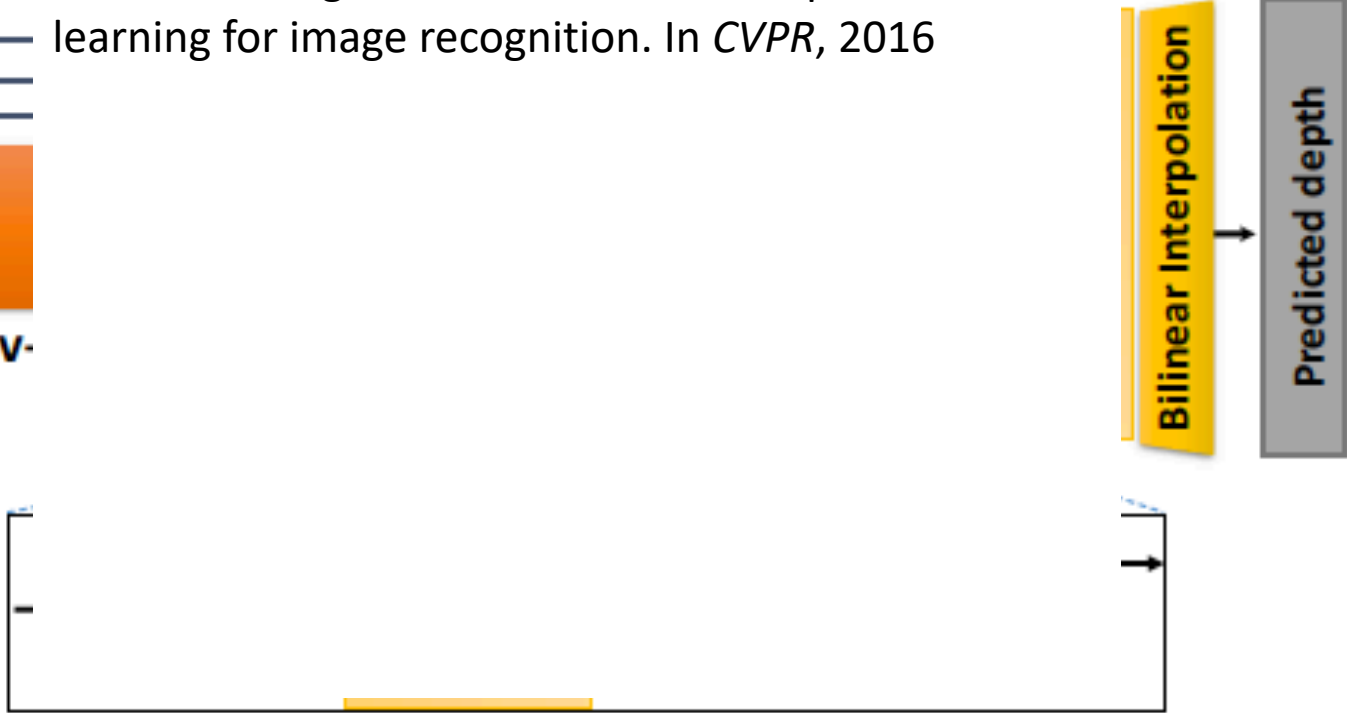 learning for image recognition. In CVPR, 2016
Bilinear Interpolation
Predicted depth